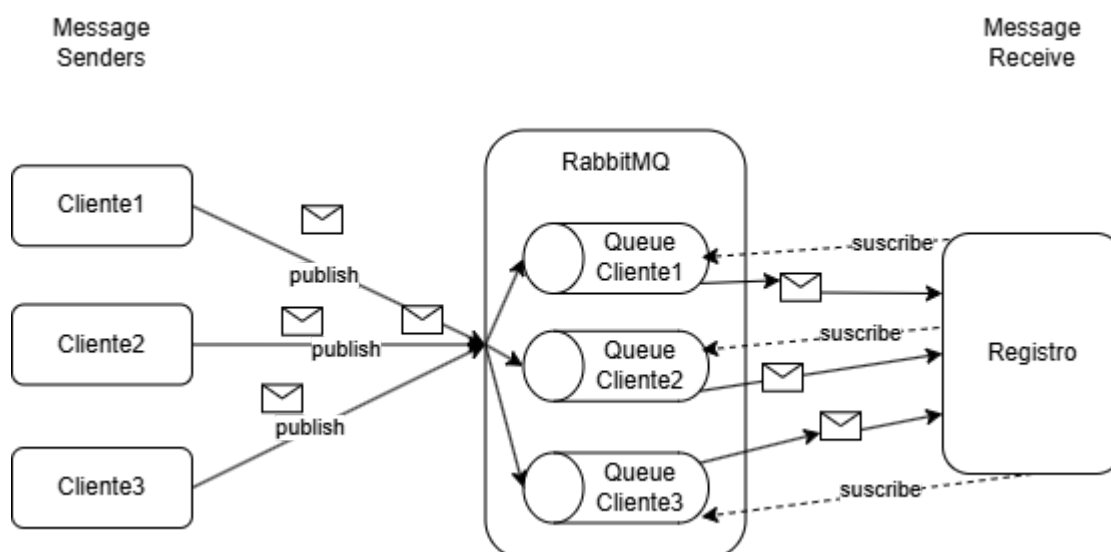 Message
Senders
Message
Receive
RabbitMQ
Cliente1
publish
Queue
Cliente1
suscribe
Cliente2
publish
Queue
Cliente2
suscribe
Registro
publish
Cliente3
Queue
Cliente3
suscribe